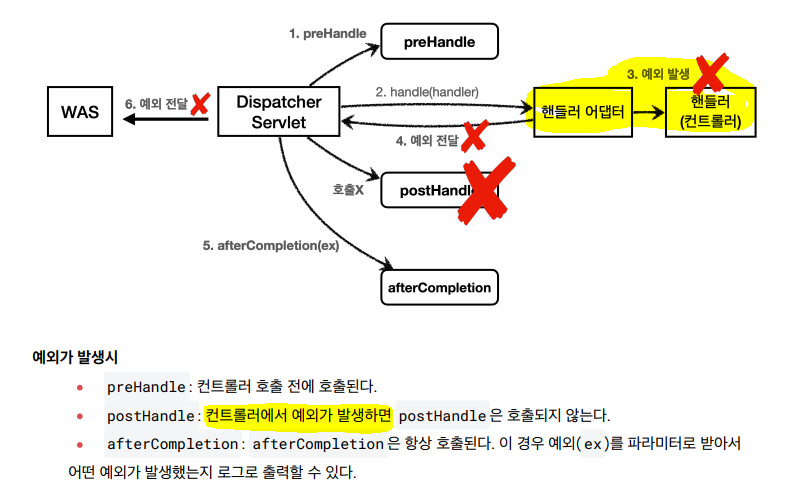 1. preHandle
preHandle
3. 예외 발생
WAS
6. 예외 전달
Dispatcher
Servlet
2. handle(handler)
4. 예외 전달
핸들러 어댑터
핸들러
(컨트롤러)
호출X
postHandle
5. afterCompletion(ex)
afterCompletion
예외가 발생시
• preHandle : 컨트롤러 호출 전에 호출된다.
• postHandle : 컨트롤러에서 예외가 발생하면 postHandle 은 호출되지 않는다.
• afterCompletion : afterCompletion 은 항상 호출된다. 이 경우 예외( ex )를 파라미터로 받아서
어떤 예외가 발생했는지 로그로 출력할 수 있다.